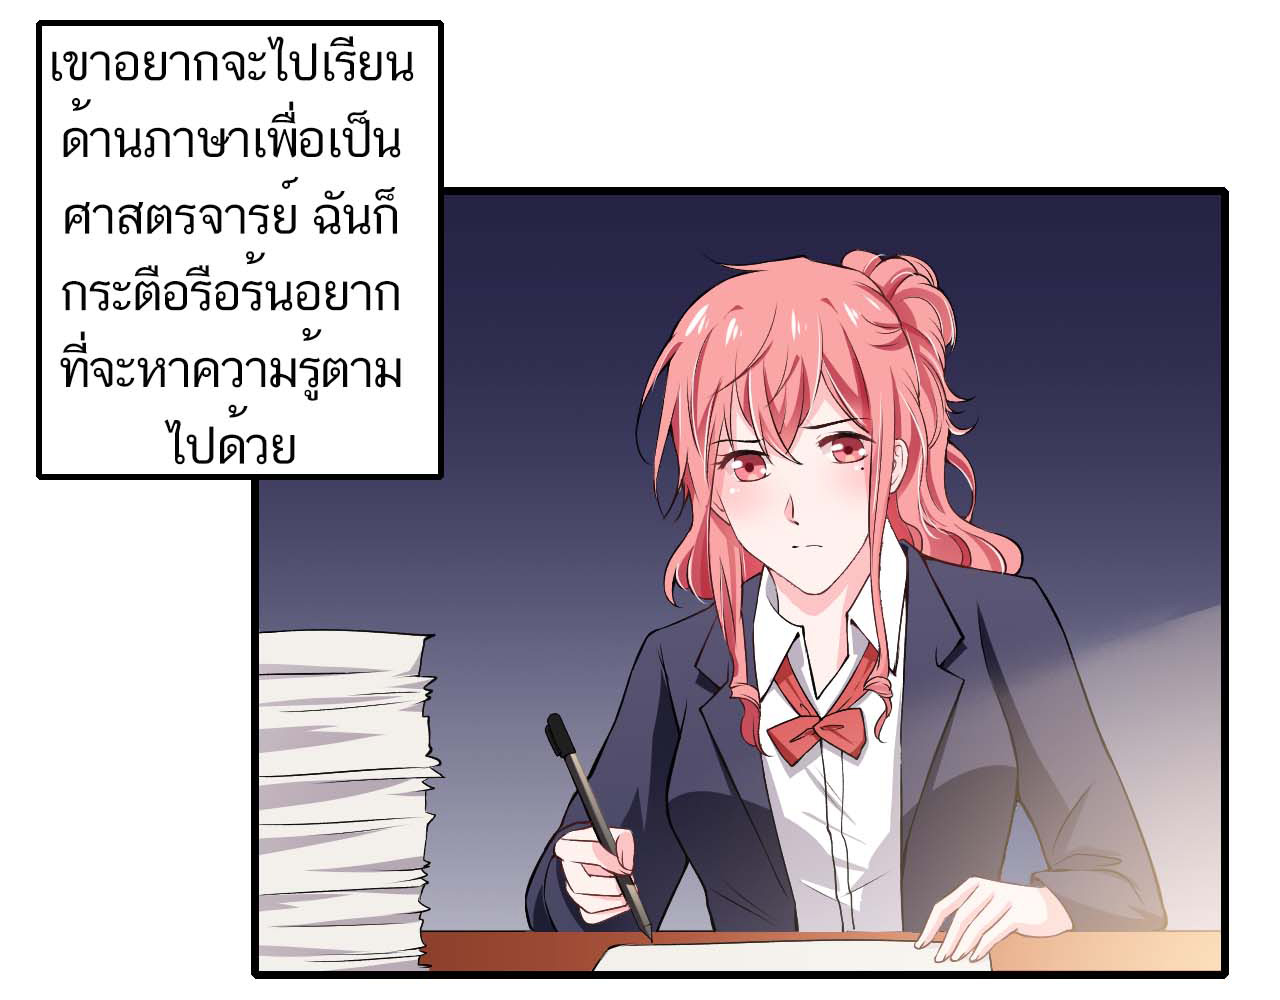 เขาอยากจะไปเรียน
ด้านภาษาเพื่อเป็น
ศาสตรจารย์ ฉันก็
กระตือรือร้นอยาก
ที่จะหาความรู้ตาม
ไปด้วย